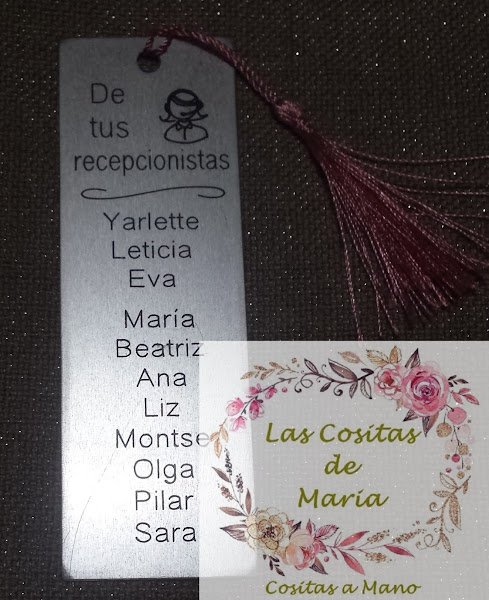 De
tus
recepcionistas
Yarlette
Leticia
Eva
María
Beatriz
Ana
Liz
Montse
Olga
Pilar
Sara
Las Cositas
de
María
Cositas a Mano